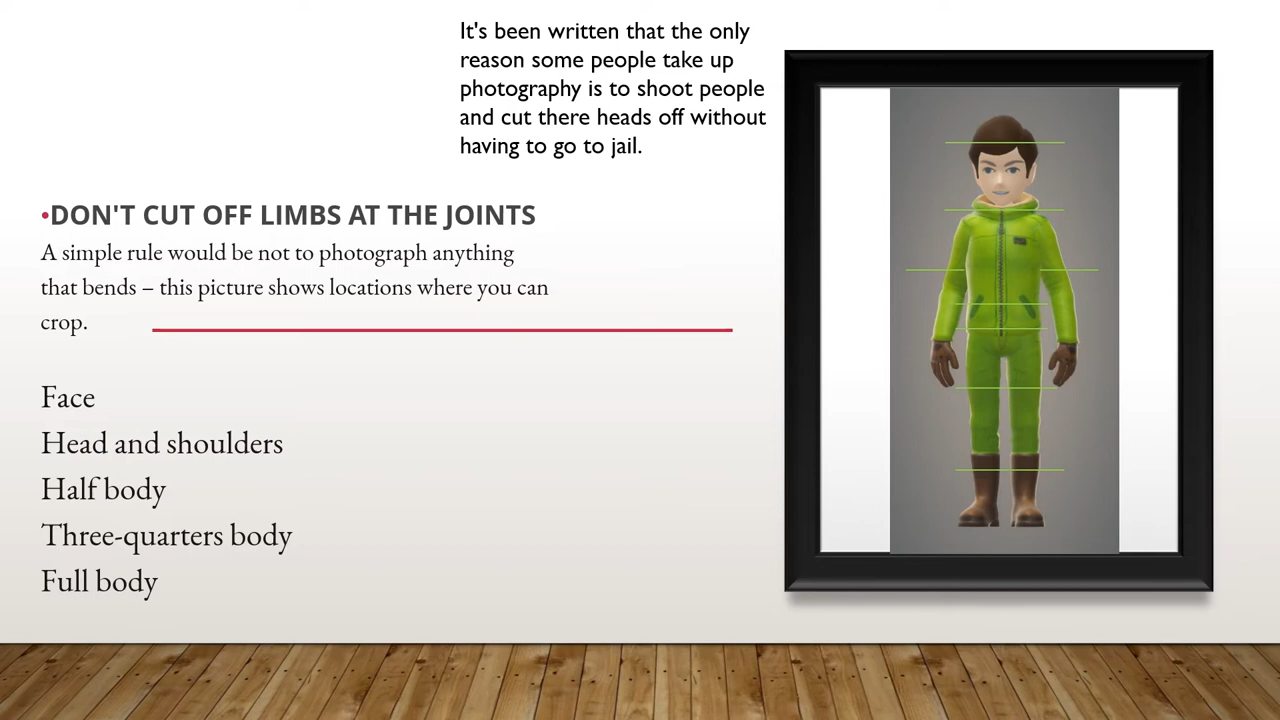 It's been written that the only
reason some people take up
photography is to shoot people
and cut there heads off without
having to go to jail.
•DON'T CUT OFF LIMBS AT THE JOINTS
A simple rule would be not to photograph anything
that bends – this picture shows locations where you can
crop.
Face
Head and shoulders
Half body
Three-quarters body
Full body